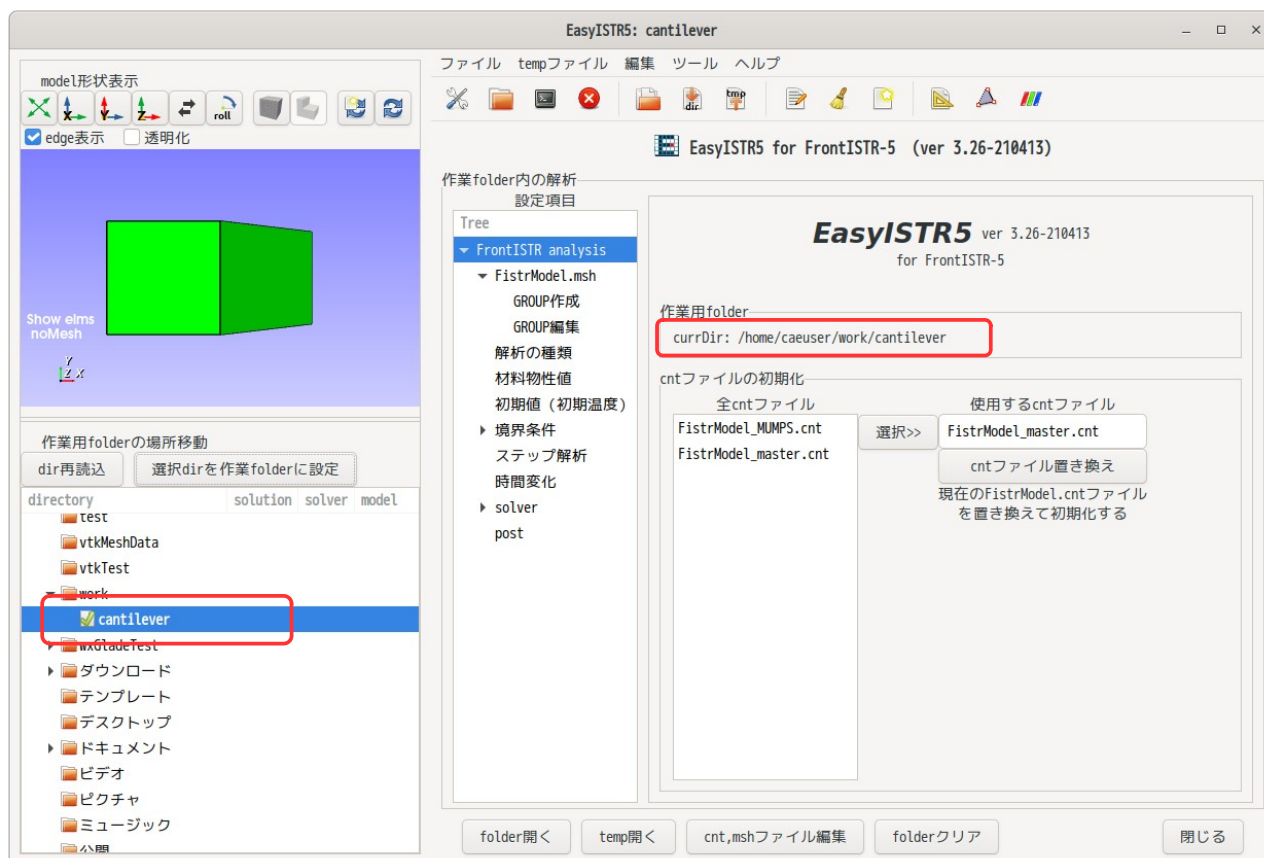 EasyISTR5: cantilever
model形状表示
roll
edge表示 透明化
Show elms
noMesh
Y
Z X
作業用folderの場所移動
dir再読込 選択dirを作業folderに設定
directory solution solver model
test
vtkMeshData
vtkTest
work
cantilever
wxGladeTest
ダウンロード
テンプレート
デスクトップ
ドキュメント
ビデオ
ピクチャ
ミュージック
公開
ファイル tempファイル 編集 ツール ヘルプ
dir tmp
EasyISTR5 for FrontISTR-5 (ver 3.26-210413)
作業folder内の解析
設定項目
Tree
FrontISTR analysis
FistrModel.msh
GROUP作成
GROUP編集
解析の種類
材料物性値
初期値(初期温度)
境界条件
ステップ解析
時間変化
solver
post
EasyISTR5 ver 3.26-210413
for FrontISTR-5
作業用folder
currDir: /home/caeuser/work/cantilever
cntファイルの初期化
全cntファイル
FistrModel_MUMPS.cnt
FistrModel_master.cnt
選択>>
使用するcntファイル
FistrModel_master.cnt
cntファイル置き換え
現在のFistrModel.cntファイル
を置き換えて初期化する
folder開く temp開く cnt,mshファイル編集 folderクリア 閉じる